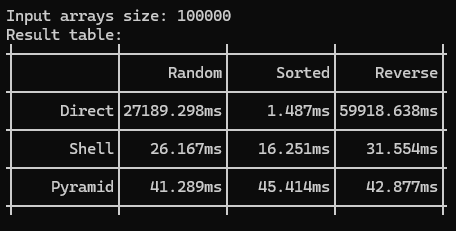 Input arrays size: 100000
Result table:
Random Sorted Reverse
Direct 27189.298ms 1.487ms 59918.638ms
Shell 26.167ms 16.251ms 31.554ms
Pyramid 41.289ms 45.414ms 42.877ms